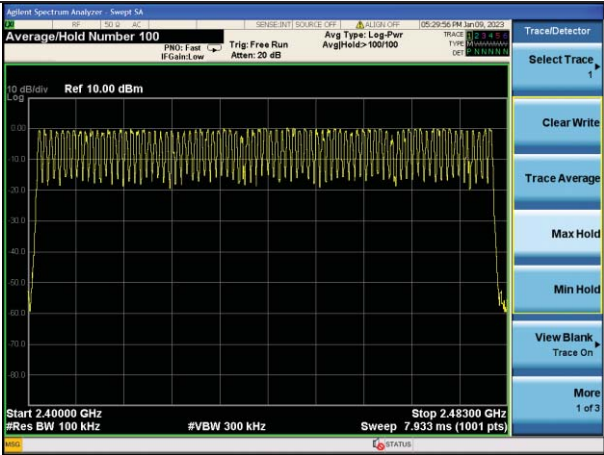 Agilent Spectrum Analyzer - Swept SA
RF 50 Ω AC SENSE:INT SOURCE OFF ALIGN OFF 05:29:56 PM Jan 09, 2023
Average/Hold Number 100
PNO: Fast
IFGain:Low
Trig: Free Run
Atten: 20 dB
Avg Type: Log-Pwr
Avg|Hold:>100/100
TRACE 1 2 3 4 5 6
TYPE M
DET P N N N N N
10 dB/div Ref 10.00 dBm
Log
0.00
-10.0
-20.0
-30.0
-40.0
-50.0
-60.0
-70.0
-80.0
Start 2.40000 GHz
Stop 2.48300 GHz
#Res BW 100 kHz
#VBW 300 kHz
Sweep 7.933 ms (1001 pts)
MSG
STATUS
Trace/Detector
Select Trace
1
Clear Write
Trace Average
Max Hold
Min Hold
View Blank
Trace On
More
1 of 3